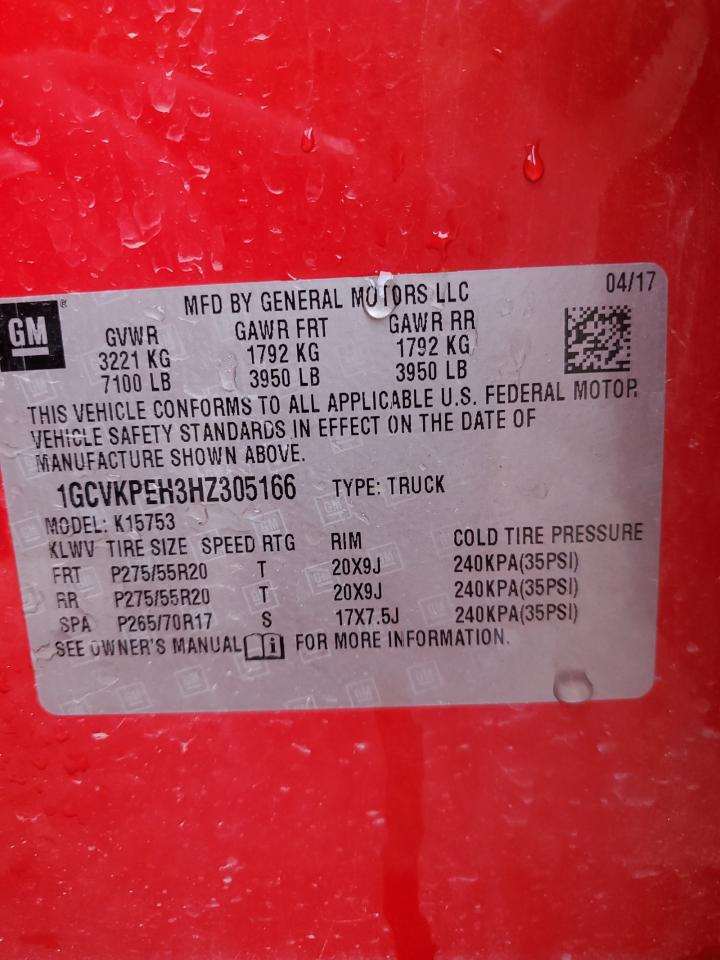 04/17
GM® MFD BY GENERAL MOTORS LLC
GVWR GAWR FRT GAWR RR
3221 KG 1792 KG 1792 KG
7100 LB 3950 LB 3950 LB
THIS VEHICLE CONFORMS TO ALL APPLICABLE U.S. FEDERAL MOTOR
VEHICLE SAFETY STANDARDS IN EFFECT ON THE DATE OF
MANUFACTURE SHOWN ABOVE.
1GCVKPEH3HZ305166 TYPE: TRUCK
MODEL: K15753
KLWV TIRE SIZE SPEED RTG RIM COLD TIRE PRESSURE
FRT P275/55R20 T 20X9J 240KPA(35PSI)
RR P275/55R20 T 20X9J 240KPA(35PSI)
SPA P265/70R17 S 17X7.5J 240KPA(35PSI)
SEE OWNER'S MANUAL i FOR MORE INFORMATION.